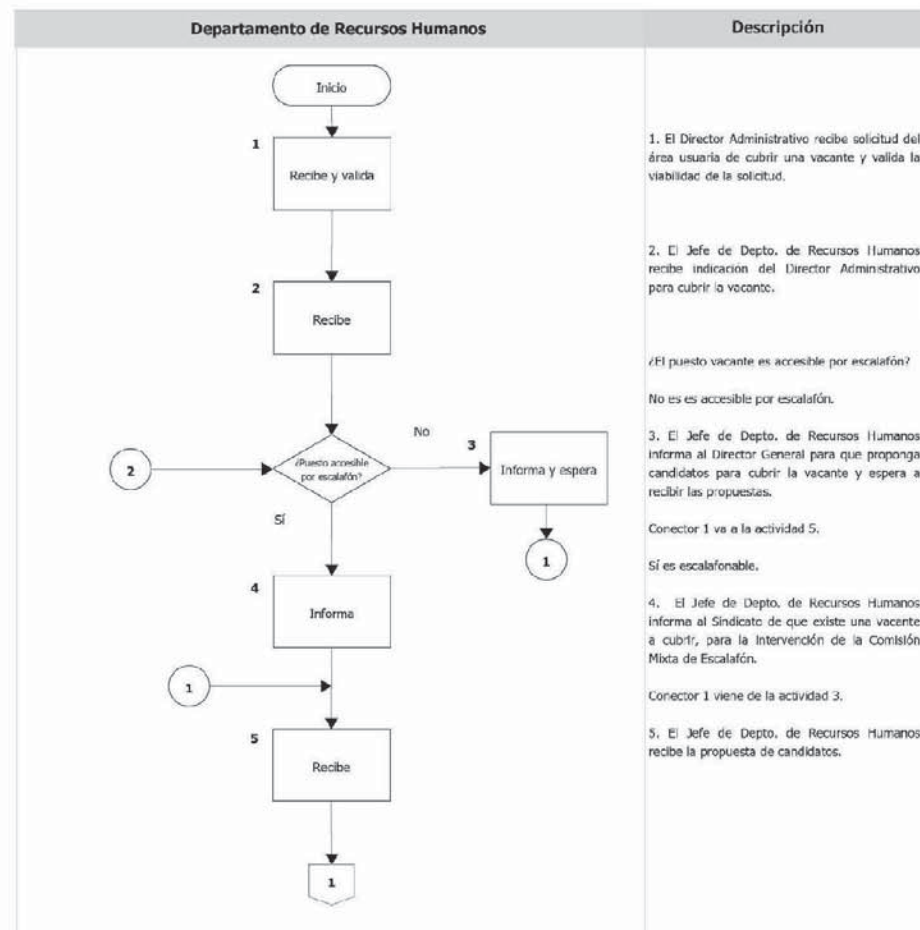 Departamento de Recursos Humanos
Descripción
Inicio
1
Recibe y valida
1. El Director Administrativo recibe solicitud del
área usuaria de cubrir una vacante y valida la
viabilidad de la solicitud.
2
Recibe
2. El Jefe de Depto. de Recursos Humanos
recibe indicación del Director Administrativo
para cubrir la vacante.
¿El puesto vacante es accesible por escalafón?
No es es accesible por escalafón.
2
¿Puesto accesible
por escalafón?
No
3
Informa y espera
1
Sí
3. El Jefe de Depto. de Recursos Humanos
informa al Director General para que proponga
candidatos para cubrir la vacante y espera a
recibir las propuestas.
Conector 1 va a la actividad 5.
Sí es escalafonable.
4
Informa
4. El Jefe de Depto. de Recursos Humanos
informa al Sindicato de que existe una vacante
a cubrir, para la Intervención de la Comisión
Mixta de Escalafón.
1
Conector 1 viene de la actividad 3.
5
Recibe
5. El Jefe de Depto. de Recursos Humanos
recibe la propuesta de candidatos.
1